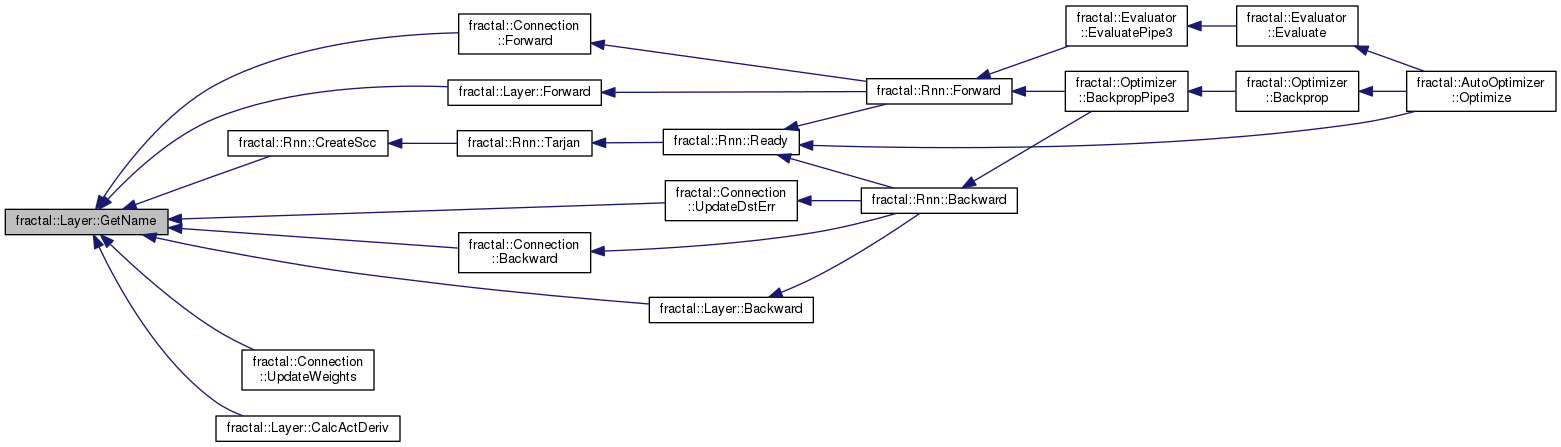 fractal::Connection
::Forward
fractal::Evaluator
::EvaluatePipe3
fractal::Evaluator
::Evaluate
fractal::Layer::Forward
fractal::Rnn::Forward
fractal::Optimizer
::BackpropPipe3
fractal::Optimizer
::Backprop
fractal::AutoOptimizer
::Optimize
fractal::Rnn::CreateScc
fractal::Rnn::Tarjan
fractal::Rnn::Ready
fractal::Layer::GetName
fractal::Connection
::UpdateDstErr
fractal::Rnn::Backward
fractal::Connection
::Backward
fractal::Layer::Backward
fractal::Connection
::UpdateWeights
fractal::Layer::CalcActDeriv